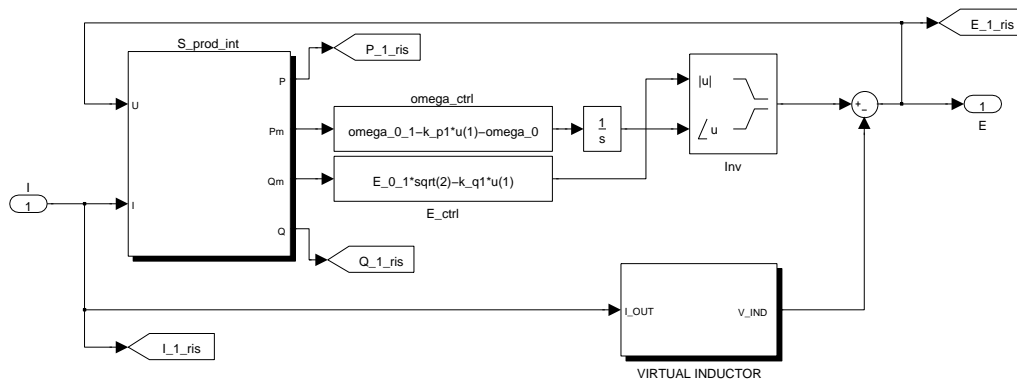 E_1_ris
S_prod_int
P_1_ris
P
U
|u|
omega_ctrl
Pm
omega_0_1−k_p1*u(1)−omega_0
1
s
∠u
+
−
1
E
Inv
Qm
E_0_1*sqrt(2)−k_q1*u(1)
E_ctrl
I
1
I
Q
Q_1_ris
I_OUT
V_IND
I_1_ris
VIRTUAL INDUCTOR